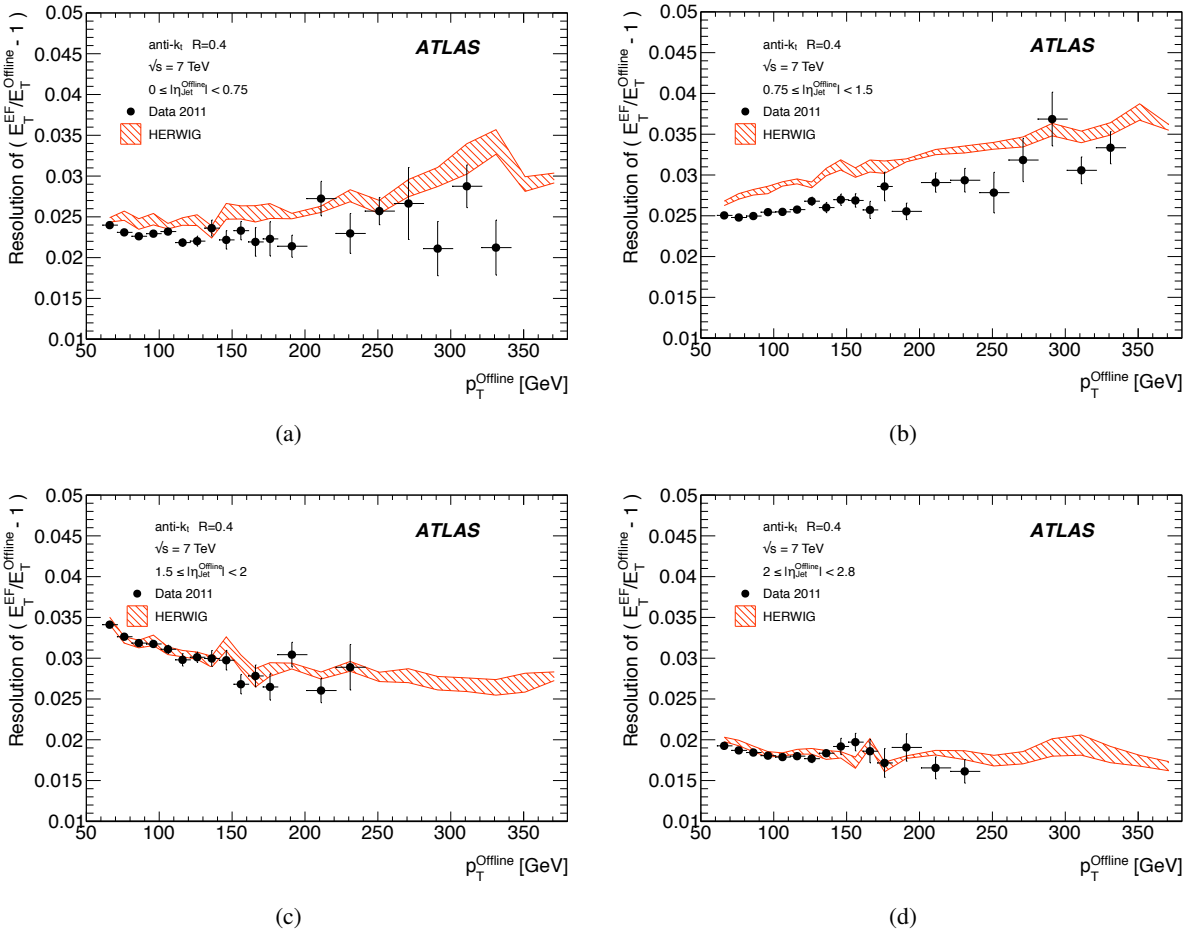 Resolution of ( E_T^EF/E_T^Offline - 1 )
0.05
0.045
0.04
0.035
0.03
0.025
0.02
0.015
0.01
anti-k_t R=0.4
√s = 7 TeV
0 ≤ |η_Jet^Offline| < 0.75
Data 2011
HERWIG
ATLAS
50 100 150 200 250 300 350
p_T^Offline [GeV]
(a)
Resolution of ( E_T^EF/E_T^Offline - 1 )
0.05
0.045
0.04
0.035
0.03
0.025
0.02
0.015
0.01
anti-k_t R=0.4
√s = 7 TeV
0.75 ≤ |η_Jet^Offline| < 1.5
Data 2011
HERWIG
ATLAS
50 100 150 200 250 300 350
p_T^Offline [GeV]
(b)
Resolution of ( E_T^EF/E_T^Offline - 1 )
0.05
0.045
0.04
0.035
0.03
0.025
0.02
0.015
0.01
anti-k_t R=0.4
√s = 7 TeV
1.5 ≤ |η_Jet^Offline| < 2
Data 2011
HERWIG
ATLAS
50 100 150 200 250 300 350
p_T^Offline [GeV]
(c)
Resolution of ( E_T^EF/E_T^Offline - 1 )
0.05
0.045
0.04
0.035
0.03
0.025
0.02
0.015
0.01
anti-k_t R=0.4
√s = 7 TeV
2 ≤ |η_Jet^Offline| < 2.8
Data 2011
HERWIG
ATLAS
50 100 150 200 250 300 350
p_T^Offline [GeV]
(d)